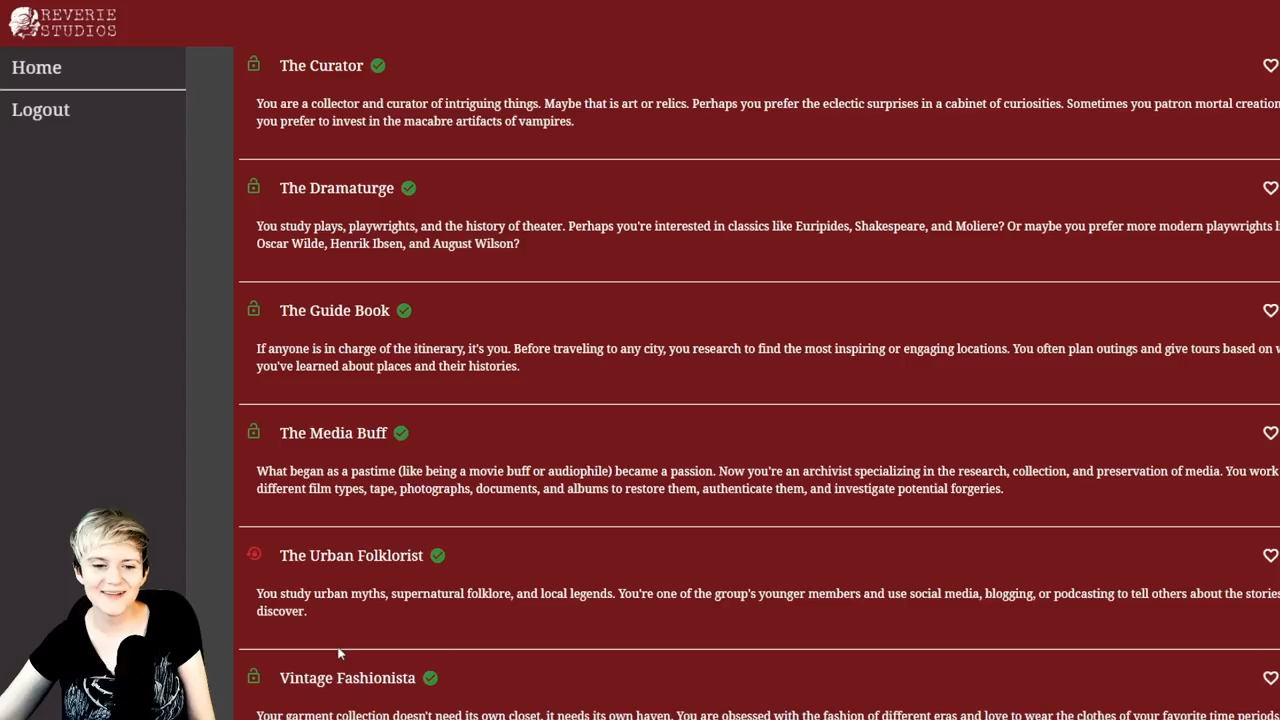 REVERIE
STUDIOS
Home
Logout
The Curator
You are a collector and curator of intriguing things. Maybe that is art or relics. Perhaps you prefer the eclectic surprises in a cabinet of curiosities. Sometimes you patron mortal creation
you prefer to invest in the macabre artifacts of vampires.
The Dramaturge
You study plays, playwrights, and the history of theater. Perhaps you're interested in classics like Euripides, Shakespeare, and Moliere? Or maybe you prefer more modern playwrights
Oscar Wilde, Henrik Ibsen, and August Wilson?
The Guide Book
If anyone is in charge of the itinerary, it's you. Before traveling to any city, you research to find the most inspiring or engaging locations. You often plan outings and give tours based on
you've learned about places and their histories.
The Media Buff
What began as a pastime (like being a movie buff or audiophile) became a passion. Now you're an archivist specializing in the research, collection, and preservation of media. You work
different film types, tape, photographs, documents, and albums to restore them, authenticate them, and investigate potential forgeries.
The Urban Folklorist
You study urban myths, supernatural folklore, and local legends. You're one of the group's younger members and use social media, blogging, or podcasting to tell others about the stories
discover.
Vintage Fashionista
Your garment collection doesn't need its own closet, it needs its own haven. You are obsessed with the fashion of different eras and love to wear the clothes of your favorite time periods